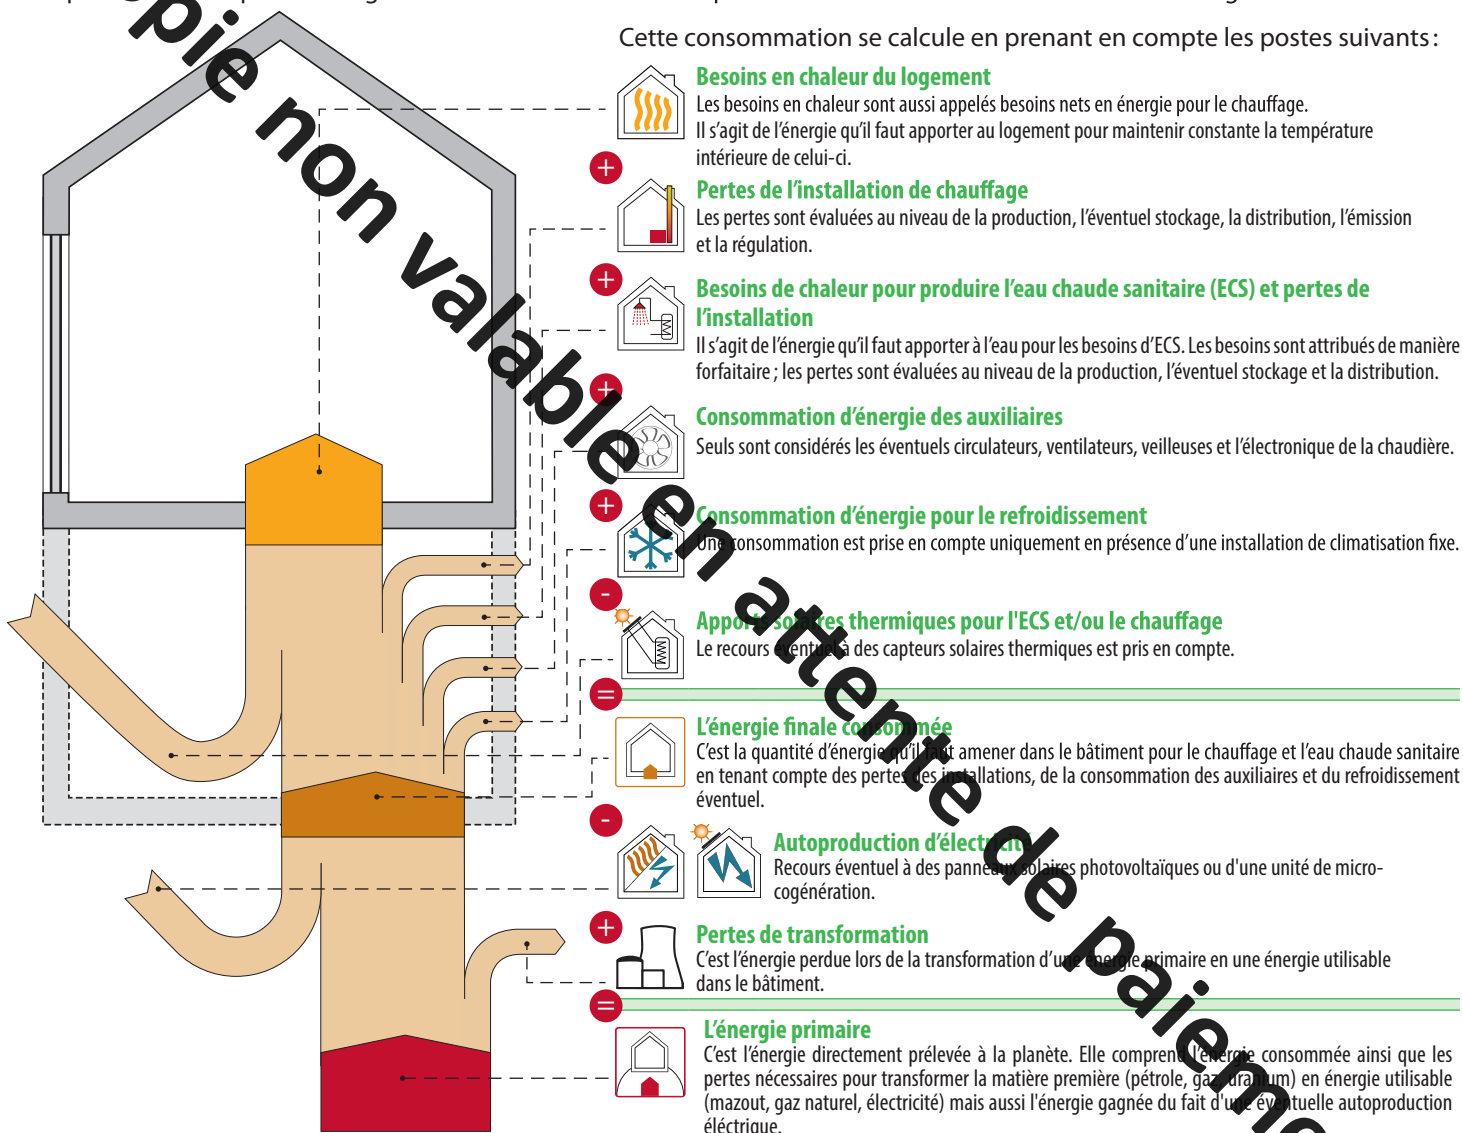 Cette consommation se calcule en prenant en compte les postes suivants :
Besoins en chaleur du logement
Les besoins en chaleur sont aussi appelés besoins nets en énergie pour le chauffage.
Il s'agit de l'énergie qu'il faut apporter au logement pour maintenir constante la température
intérieure de celui-ci.
+
Pertes de l'installation de chauffage
Les pertes sont évaluées au niveau de la production, l'éventuel stockage, la distribution, l'émission
et la régulation.
+
Besoins de chaleur pour produire l'eau chaude sanitaire (ECS) et pertes de
l'installation
Il s'agit de l'énergie qu'il faut apporter à l'eau pour les besoins d'ECS. Les besoins sont attribués de manière
forfaitaire ; les pertes sont évaluées au niveau de la production, l'éventuel stockage et la distribution.
+
Consommation d'énergie des auxiliaires
Seuls sont considérés les éventuels circulateurs, ventilateurs, veilleuses et l'électronique de la chaudière.
+
Consommation d'énergie pour le refroidissement
Une consommation est prise en compte uniquement en présence d'une installation de climatisation fixe.
-
Apports solaires thermiques pour l'ECS et/ou le chauffage
Le recours éventuel à des capteurs solaires thermiques est pris en compte.
=
L'énergie finale consommée
C'est la quantité d'énergie qu'il faut amener dans le bâtiment pour le chauffage et l'eau chaude sanitaire
en tenant compte des pertes des installations, de la consommation des auxiliaires et du refroidissement
éventuel.
-
Autoproduction d'électricité
Recours éventuel à des panneaux solaires photovoltaïques ou d'une unité de micro-
cogénération.
+
Pertes de transformation
C'est l'énergie perdue lors de la transformation d'une énergie primaire en une énergie utilisable
dans le bâtiment.
=
L'énergie primaire
C'est l'énergie directement prélevée à la planète. Elle comprend l'énergie consommée ainsi que les
pertes nécessaires pour transformer la matière première (pétrole, gaz, uranium) en énergie utilisable
(mazout, gaz naturel, électricité) mais aussi l'énergie gagnée du fait d'une éventuelle autoproduction
éléctrique.
non valable en attente de